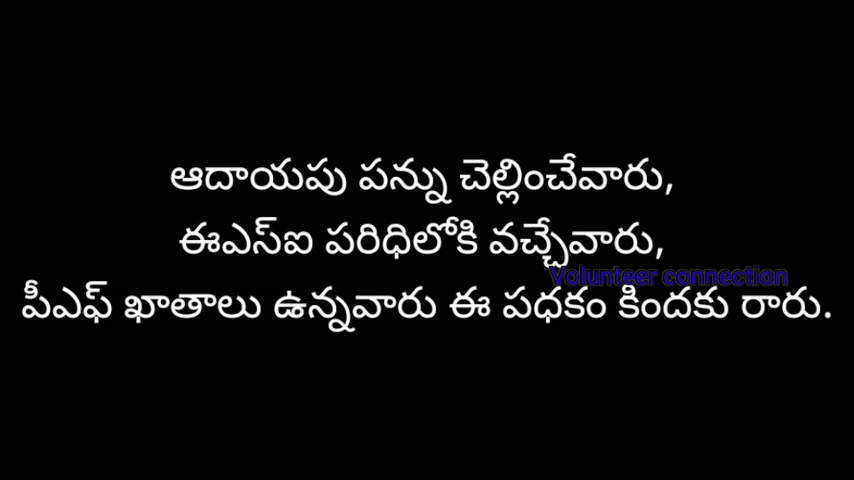 ఆదాయపు పన్ను చెల్లించేవారు,
ఈఎస్ఐ పరిధిలోకి వచ్చేవారు,
Volunteer connection
పీఎఫ్ ఖాతాలు ఉన్నవారు ఈ పధకం కిందకు రారు.